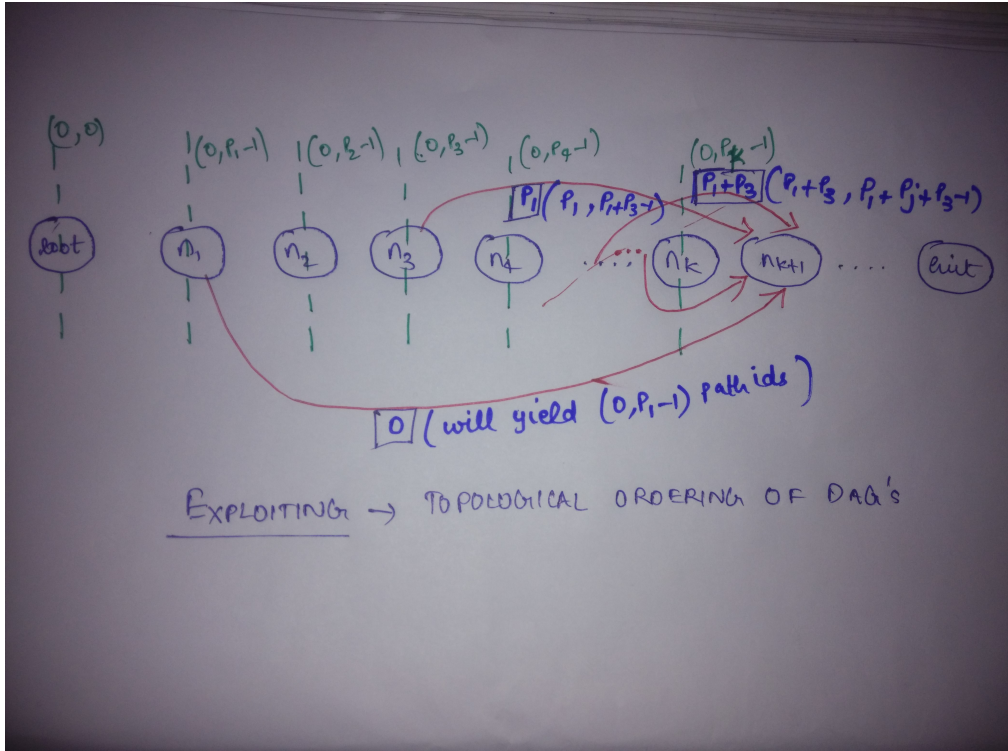 (0,0)
(0,P₁-1) (0,P₂-1) (0,P₃-1) (0,P₄-1) (0,Pₖ-1)
P₁ (P₁, P₁+P₃-1) P₁+P₃ (P₁+P₃, P₁+Pj+P₃-1)
n₁ n₂ n₃ n₄ ..... nₖ nₖ₊₁ ....
0 (will yield (0,P₁-1) Path ids)
EXPLOITING → TOPOLOGICAL ORDERING OF DAG's